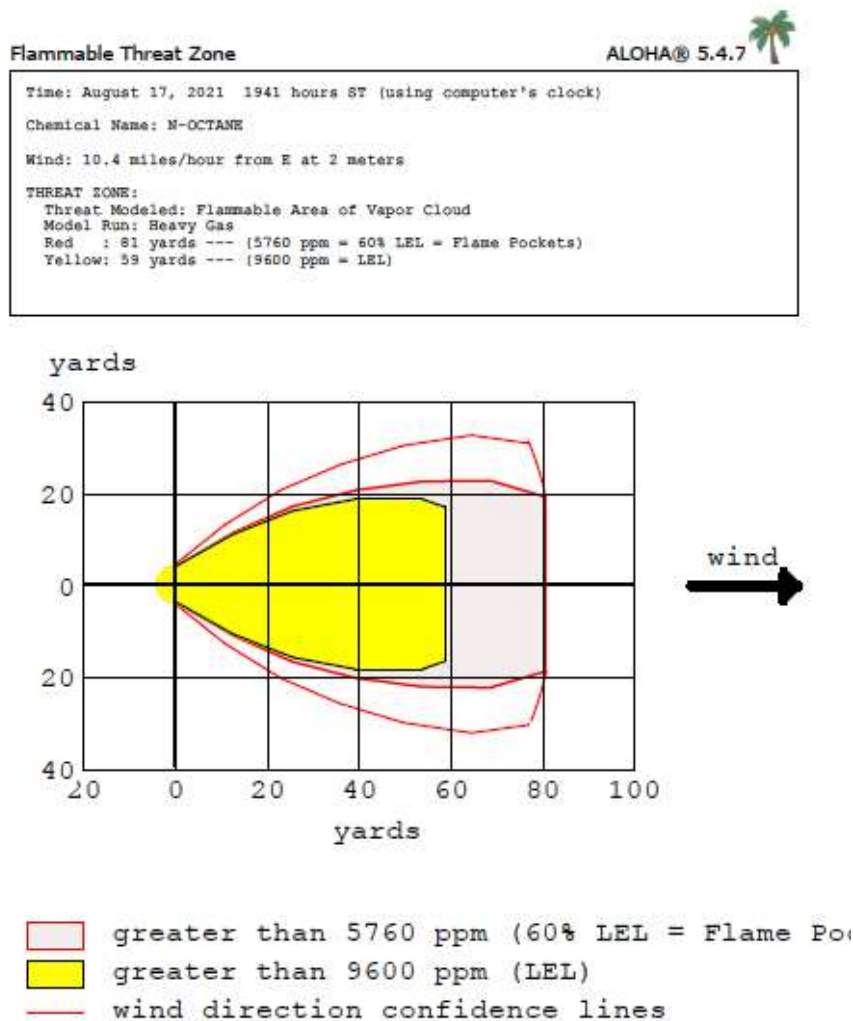 Flammable Threat Zone
ALOHA® 5.4.7
Time: August 17, 2021 1941 hours ST (using computer's clock)
Chemical Name: N-OCTANE
Wind: 10.4 miles/hour from E at 2 meters
THREAT ZONE:
Threat Modeled: Flammable Area of Vapor Cloud
Model Run: Heavy Gas
Red : 81 yards --- (5760 ppm = 60% LEL = Flame Pockets)
Yellow: 59 yards --- (9600 ppm = LEL)
yards
40
20
0
20
40
wind
20 0 20 40 60 80 100
yards
greater than 5760 ppm (60% LEL = Flame Poc
greater than 9600 ppm (LEL)
wind direction confidence lines